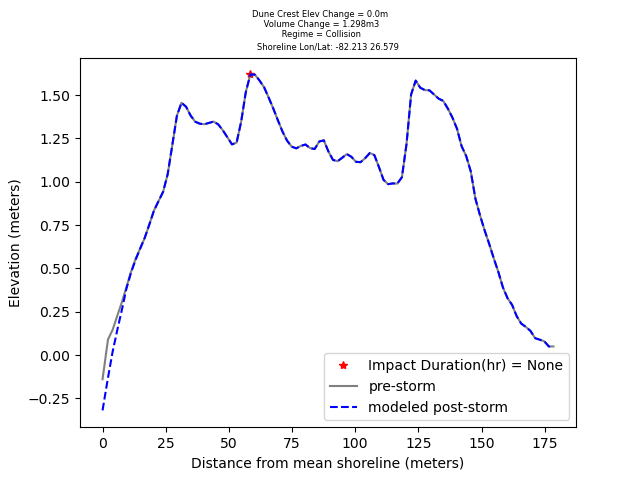 Dune Crest Elev Change = 0.0m
Volume Change = 1.298m3
Regime = Collision
Shoreline Lon/Lat: -82.213 26.579
1.50
1.25
1.00
0.75
0.50
0.25
0.00
−0.25
Elevation (meters)
Impact Duration(hr) = None
pre-storm
modeled post-storm
0 25 50 75 100 125 150 175
Distance from mean shoreline (meters)